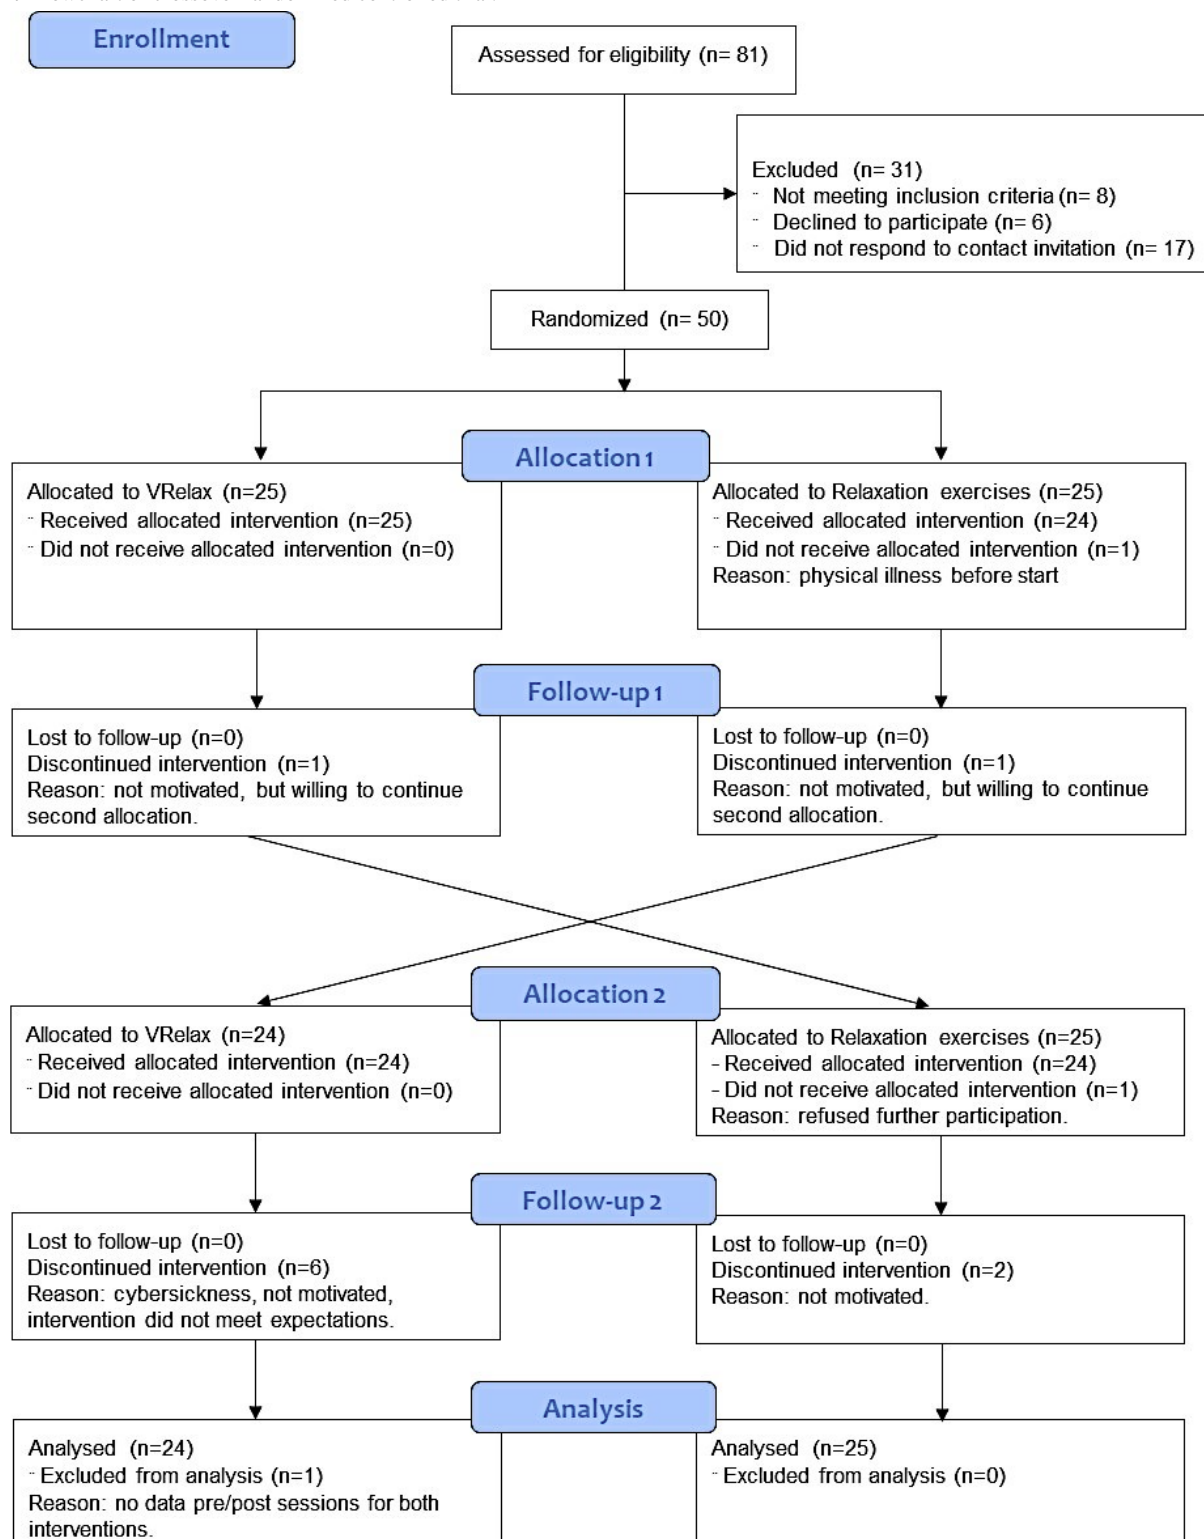 Enrollment
Assessed for eligibility (n= 81)
Excluded (n= 31)
¨ Not meeting inclusion criteria (n= 8)
¨ Declined to participate (n= 6)
¨ Did not respond to contact invitation (n= 17)
Randomized (n= 50)
Allocation 1
Allocated to VRelax (n=25)
¨ Received allocated intervention (n=25)
¨ Did not receive allocated intervention (n=0)
Allocated to Relaxation exercises (n=25)
¨ Received allocated intervention (n=24)
¨ Did not receive allocated intervention (n=1)
Reason: physical illness before start
Follow-up 1
Lost to follow-up (n=0)
Discontinued intervention (n=1)
Reason: not motivated, but willing to continue
second allocation.
Lost to follow-up (n=0)
Discontinued intervention (n=1)
Reason: not motivated, but willing to continue
second allocation.
Allocation 2
Allocated to VRelax (n=24)
¨ Received allocated intervention (n=24)
¨ Did not receive allocated intervention (n=0)
Allocated to Relaxation exercises (n=25)
- Received allocated intervention (n=24)
- Did not receive allocated intervention (n=1)
Reason: refused further participation.
Follow-up 2
Lost to follow-up (n=0)
Discontinued intervention (n=6)
Reason: cybersickness, not motivated,
intervention did not meet expectations.
Lost to follow-up (n=0)
Discontinued intervention (n=2)
Reason: not motivated.
Analysis
Analysed (n=24)
¨ Excluded from analysis (n=1)
Reason: no data pre/post sessions for both
interventions.
Analysed (n=25)
¨ Excluded from analysis (n=0)